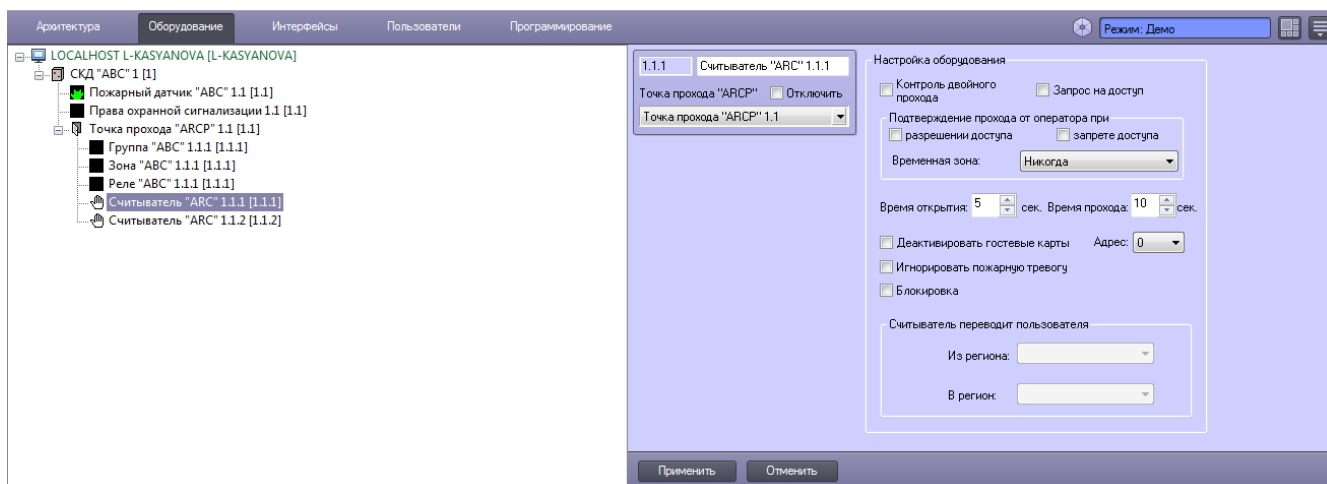 Архитектура Оборудование Интерфейсы Пользователи Программирование Режим: Демо
LOCALHOST L-KASYANOVA [L-KASYANOVA]
СКД "ABC" 1 [1]
Пожарный датчик "ABC" 1.1 [1.1]
Права охранной сигнализации 1.1 [1.1]
Точка прохода "ARCP" 1.1 [1.1]
Группа "ABC" 1.1.1 [1.1.1]
Зона "ABC" 1.1.1 [1.1.1]
Реле "ABC" 1.1.1 [1.1.1]
Считыватель "ARC" 1.1.1 [1.1.1]
Считыватель "ARC" 1.1.2 [1.1.2]
1.1.1 Считыватель "ARC" 1.1.1
Точка прохода "ARCP" Отключить
Точка прохода "ARCP" 1.1
Настройка оборудования
Контроль двойного
прохода
Запрос на доступ
Подтверждение прохода от оператора при
разрешении доступа запрете доступа
Временная зона: Никогда
Время открытия: 5 сек. Время прохода: 10 сек.
Деактивировать гостевые карты Адрес: 0
Игнорировать пожарную тревогу
Блокировка
Считыватель переводит пользователя
Из региона:
В регион:
Применить Отменить